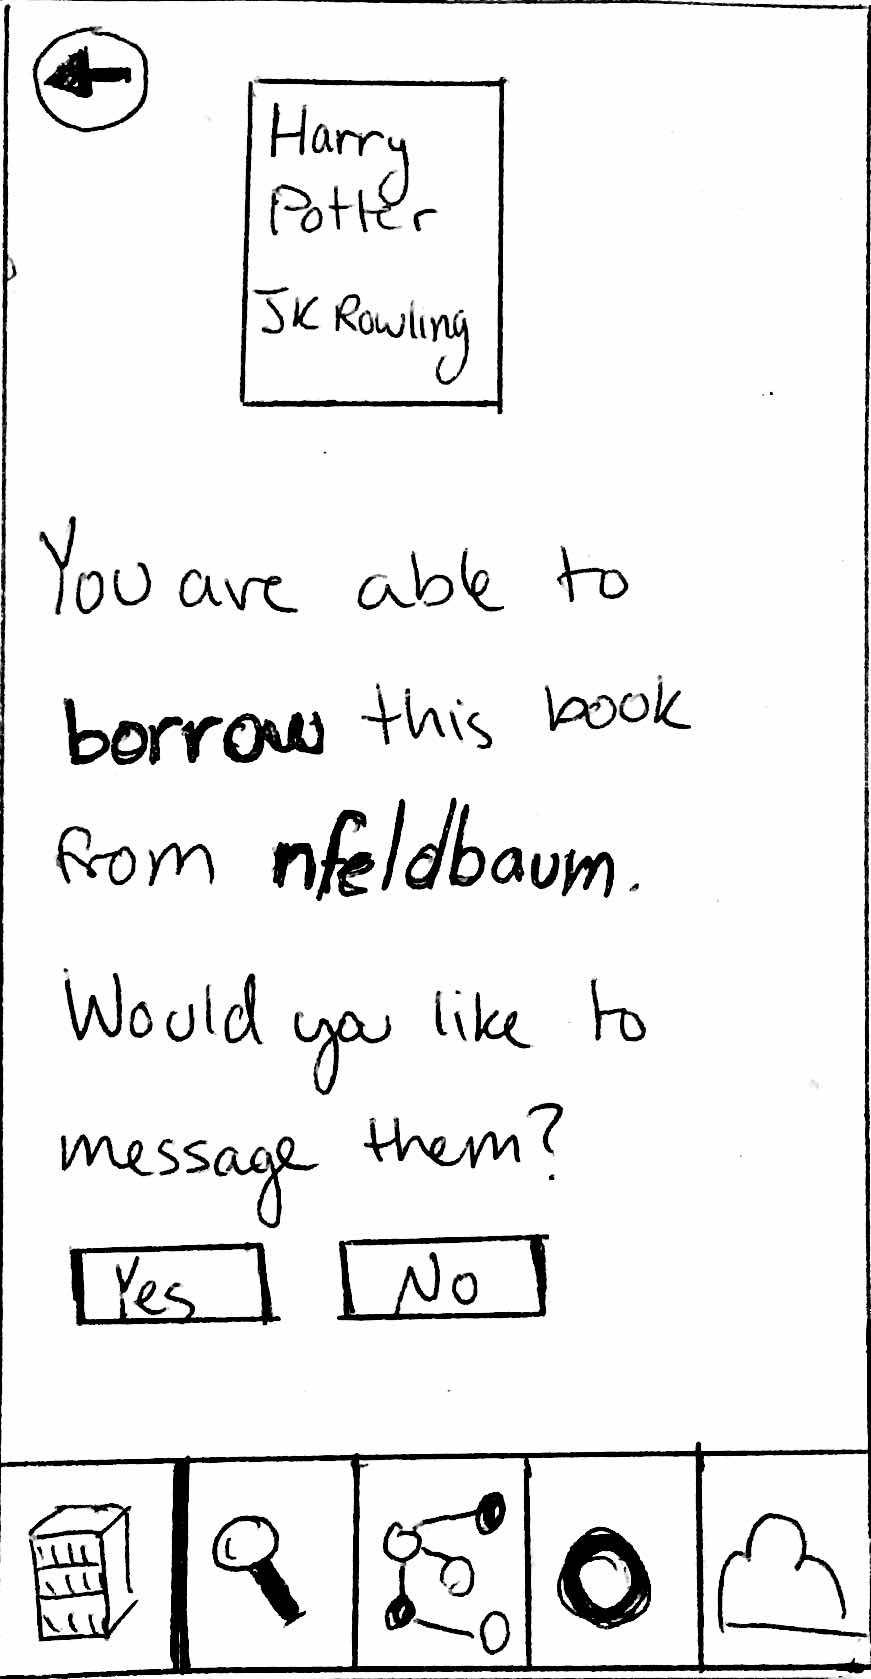 Harry
Potter
JK Rowling
You are able to
borrow this book
from nfeldbaum.
Would you like to
message them?
Yes No